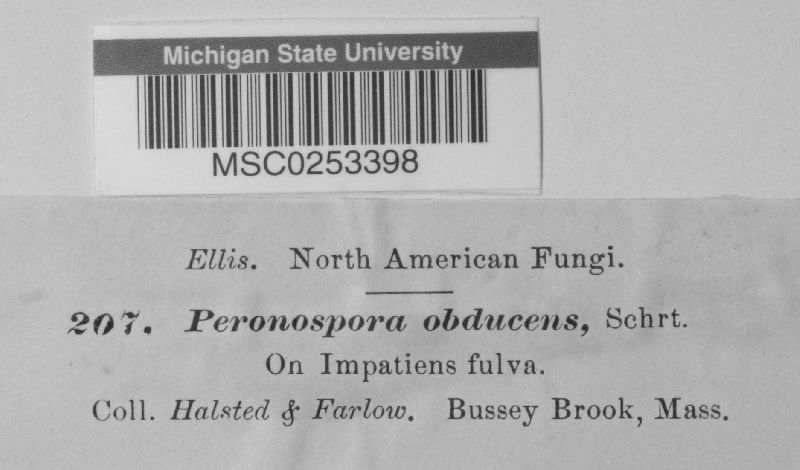 Michigan State University
MSC0253398
Ellis. North American Fungi.
207. Peronospora obducens, Schrt.
On Impatiens fulva.
Coll. Halsted & Farlow. Bussey Brook, Mass.